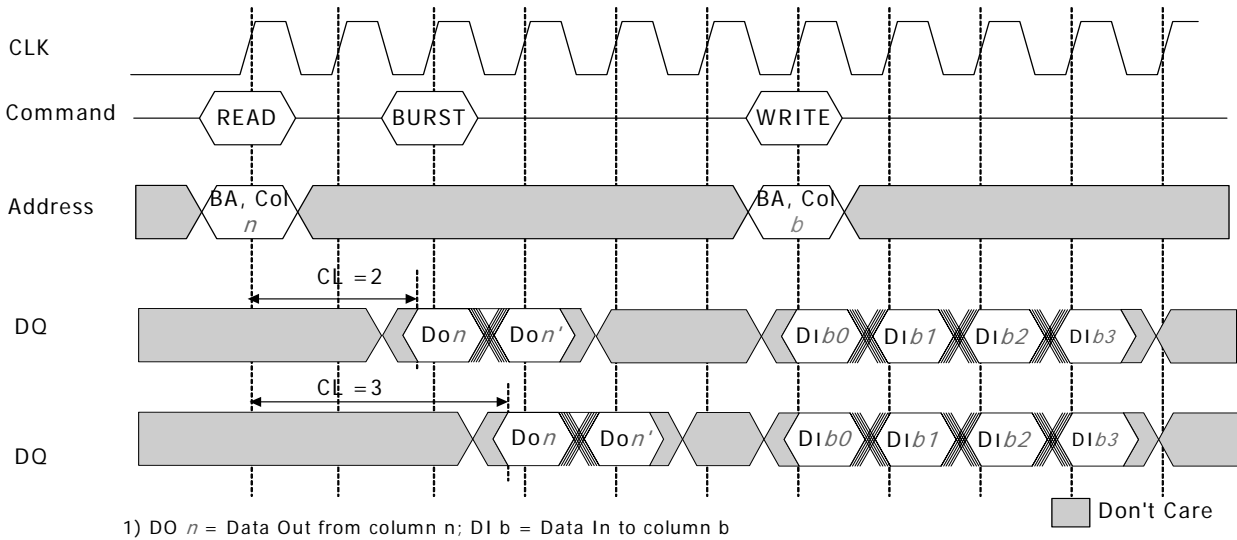 CLK
Command READ BURST WRITE
Address BA, Col n BA, Col b
CL =2
DQ Don Don' DIb0 DIb1 DIb2 DIb3
CL =3
DQ Don Don' DIb0 DIb1 DIb2 DIb3
Don't Care
1) DO n = Data Out from column n; DI b = Data In to column b